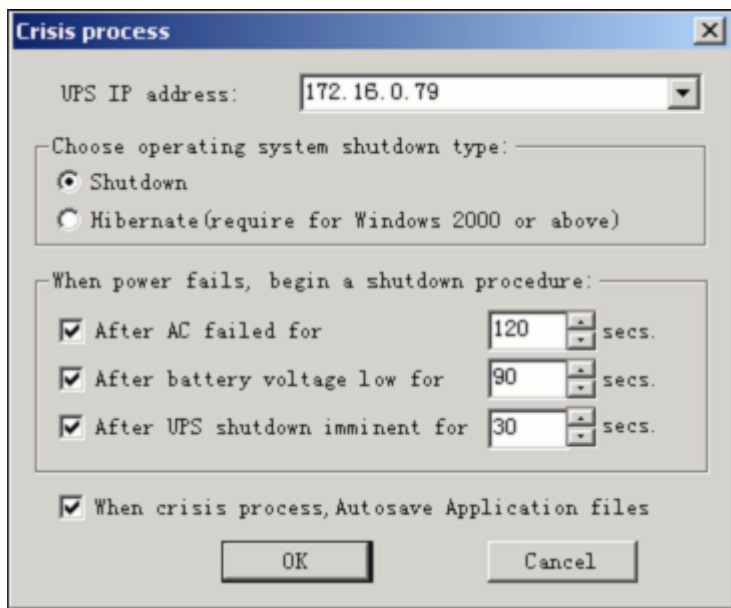 Crisis process
UPS IP address: 172.16.0.79
Choose operating system shutdown type:
Shutdown
Hibernate(require for Windows 2000 or above)
When power fails, begin a shutdown procedure:
After AC failed for 120 secs.
After battery voltage low for 90 secs.
After UPS shutdown imminent for 30 secs.
When crisis process,Autosave Application files
OK Cancel